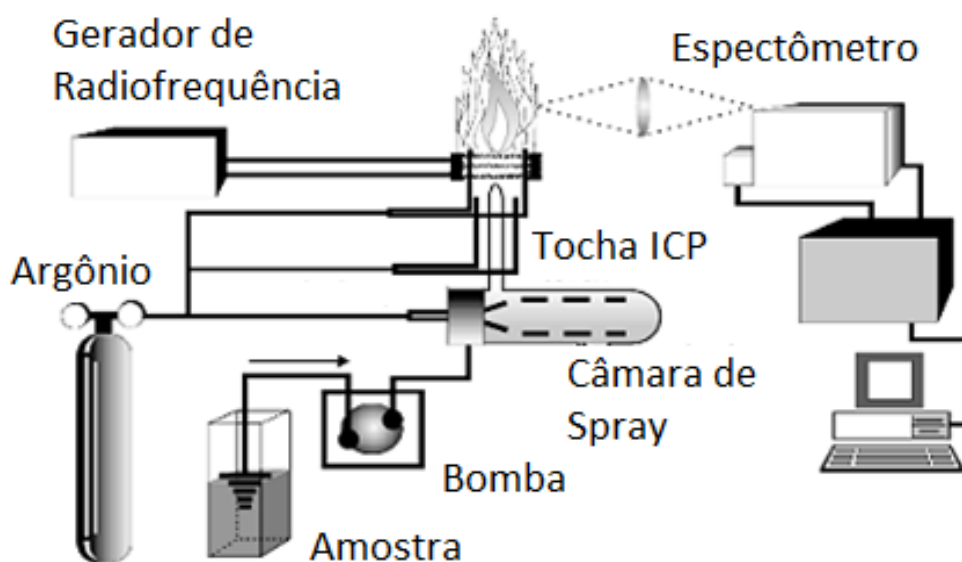 Gerador de
Radiofrequência
Espectômetro
Tocha ICP
Argônio
Câmara de
Spray
Bomba
Amostra